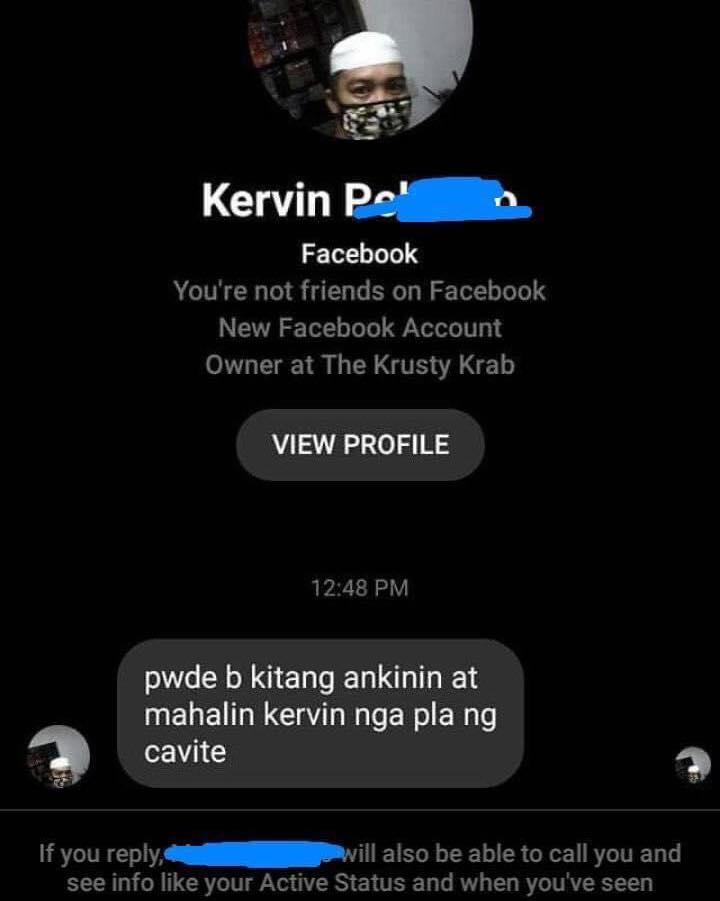 Kervin
Facebook
You're not friends on Facebook
New Facebook Account
Owner at The Krusty Krab
VIEW PROFILE
12:48 PM
pwde b kitang ankinin at
mahalin kervin nga pla ng
cavite
If you reply, will also be able to call you and
see info like your Active Status and when you've seen